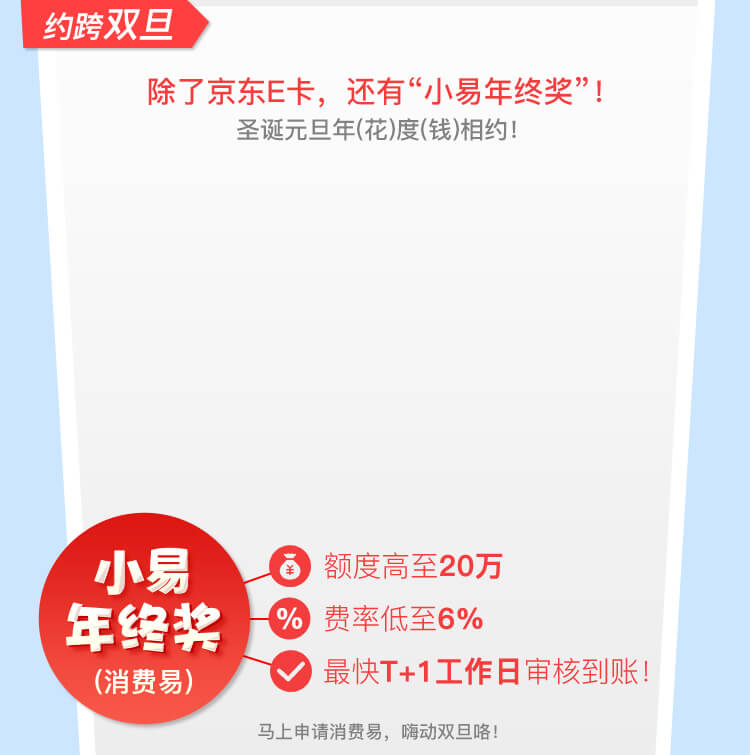 约跨双旦
除了京东E卡，还有“小易年终奖”！
圣诞元旦年(花)度(钱)相约！
小易
年终奖
(消费易)
额度高至20万
%
费率低至6%
最快T+1工作日审核到账！
马上申请消费易，嗨动双旦咯！